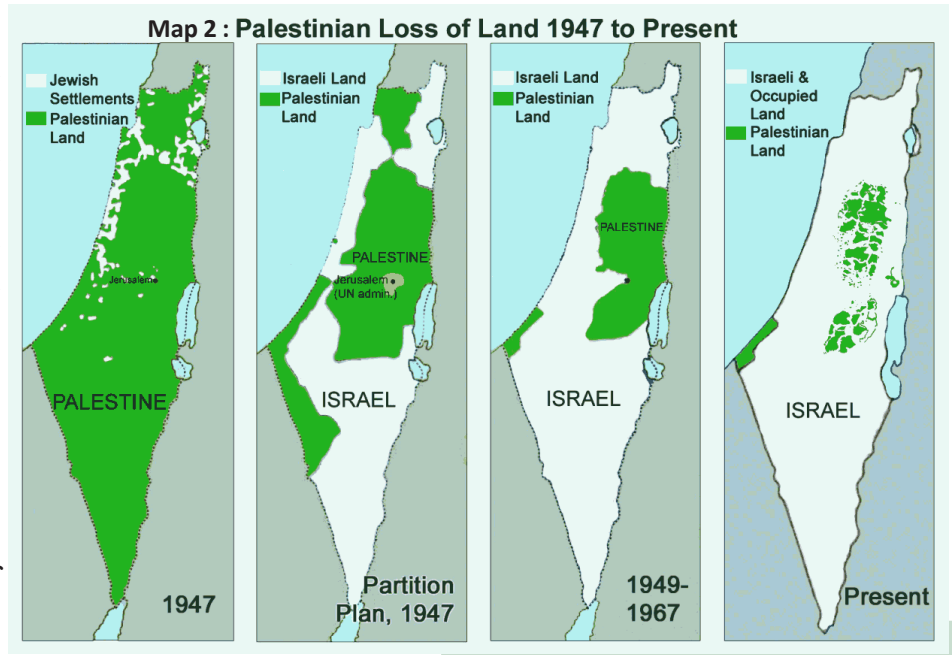 Map 2 : Palestinian Loss of Land 1947 to Present
Jewish
Settlements
Palestinian
Land
Jerusalem
PALESTINE
1947
Israeli Land
Palestinian
Land
PALESTINE
Jerusalem
(UN admin.)
ISRAEL
Partition
Plan, 1947
Israeli Land
Palestinian
Land
PALESTINE
ISRAEL
1949-
1967
Israeli &
Occupied
Land
Palestinian
Land
ISRAEL
Present